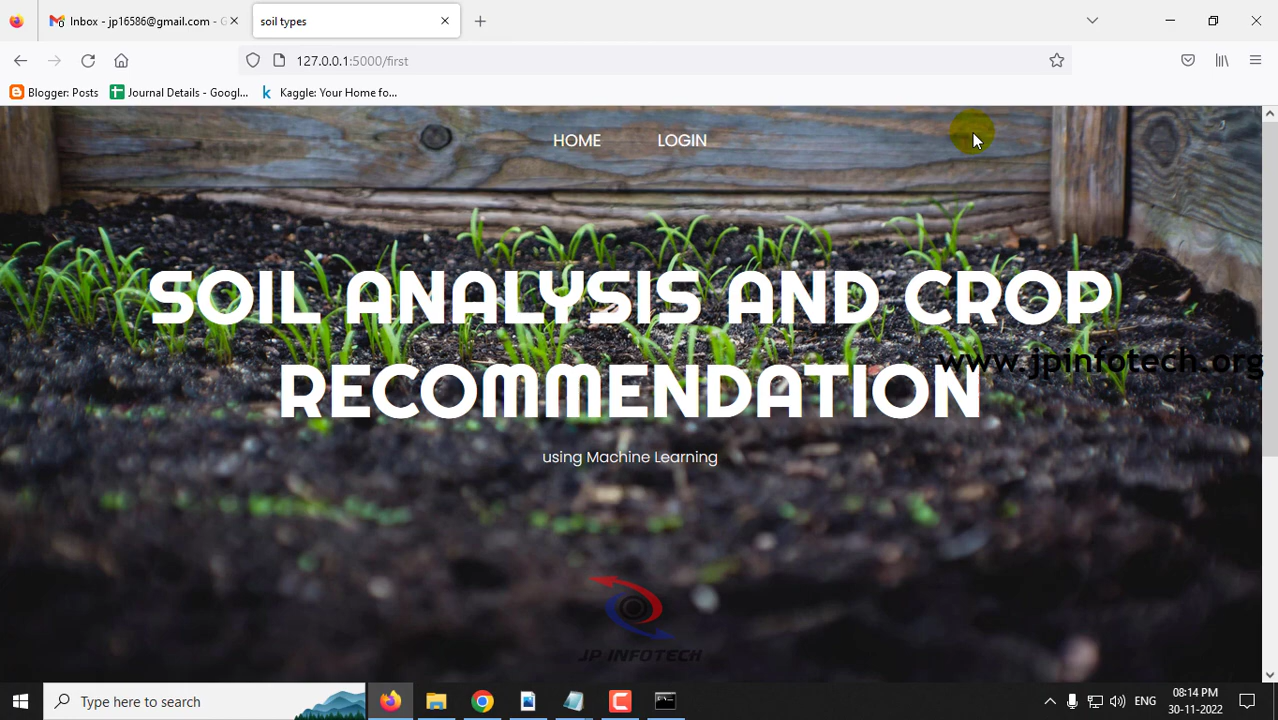 Inbox - jp16586@gmail.com - G
soil types
127.0.0.1:5000/first
Blogger: Posts
Journal Details - Googl...
Kaggle: Your Home fo...
HOME
LOGIN
SOIL ANALYSIS AND CROP
RECOMMENDATION
www.jpinfotech.org
using Machine Learning
JP INFOTECH
Type here to search
ENG
08:14 PM
30-11-2022